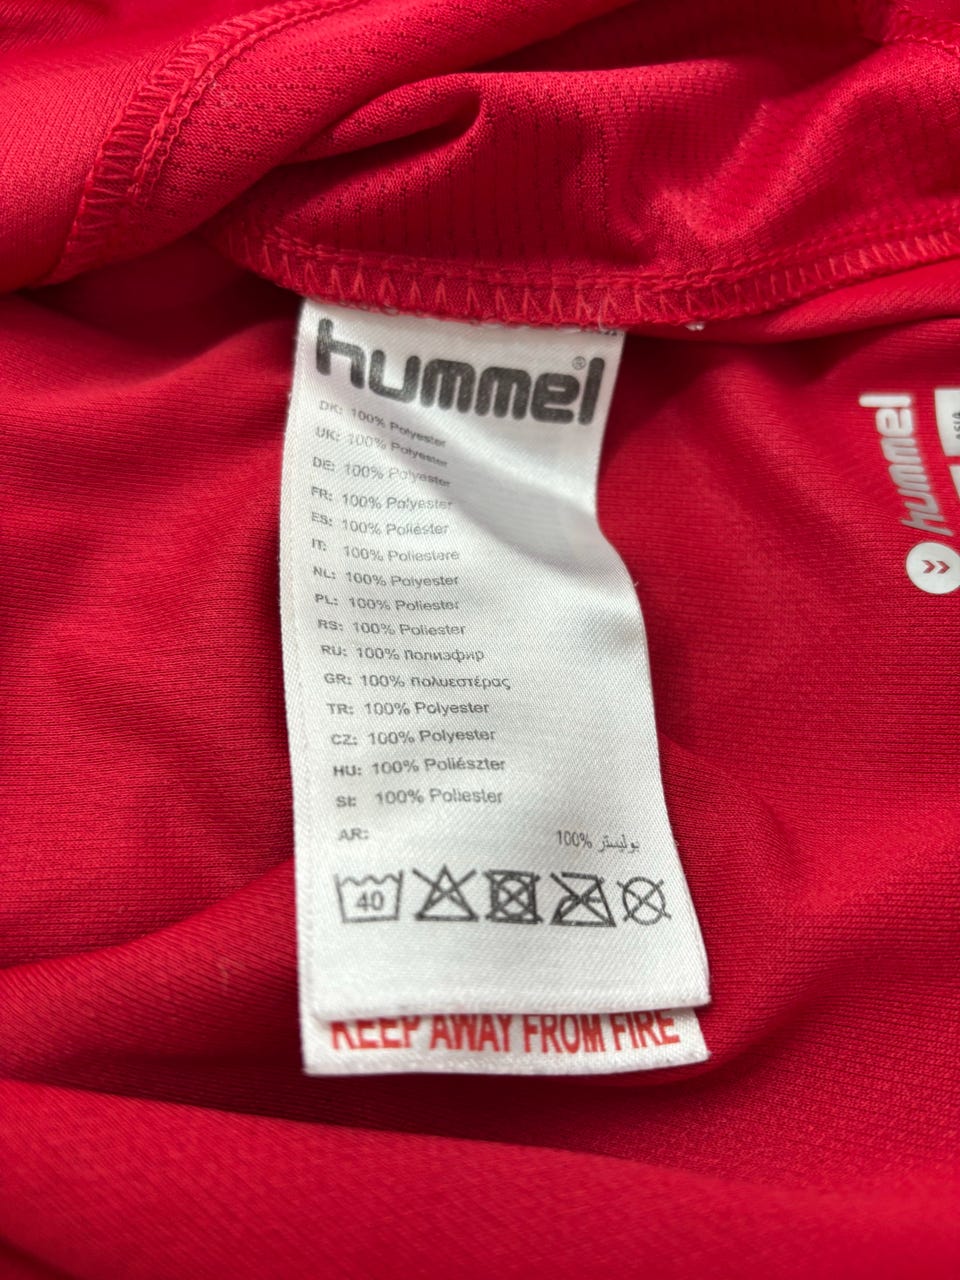 hummel®
DK: 100% Polyester
UK: 100% Polyester
DE: 100% Polyester
FR: 100% Polyester
ES: 100% Poliéster
IT: 100% Poliestere
NL: 100% Polyester
PL: 100% Poliester
RS: 100% Poliester
RU: 100% полиэфир
GR: 100% πολυεστέρας
TR: 100% Polyester
CZ: 100% Polyester
HU: 100% Poliészter
SI: 100% Poliester
AR: بوليستر 100%
40
KEEP AWAY FROM FIRE
hummel